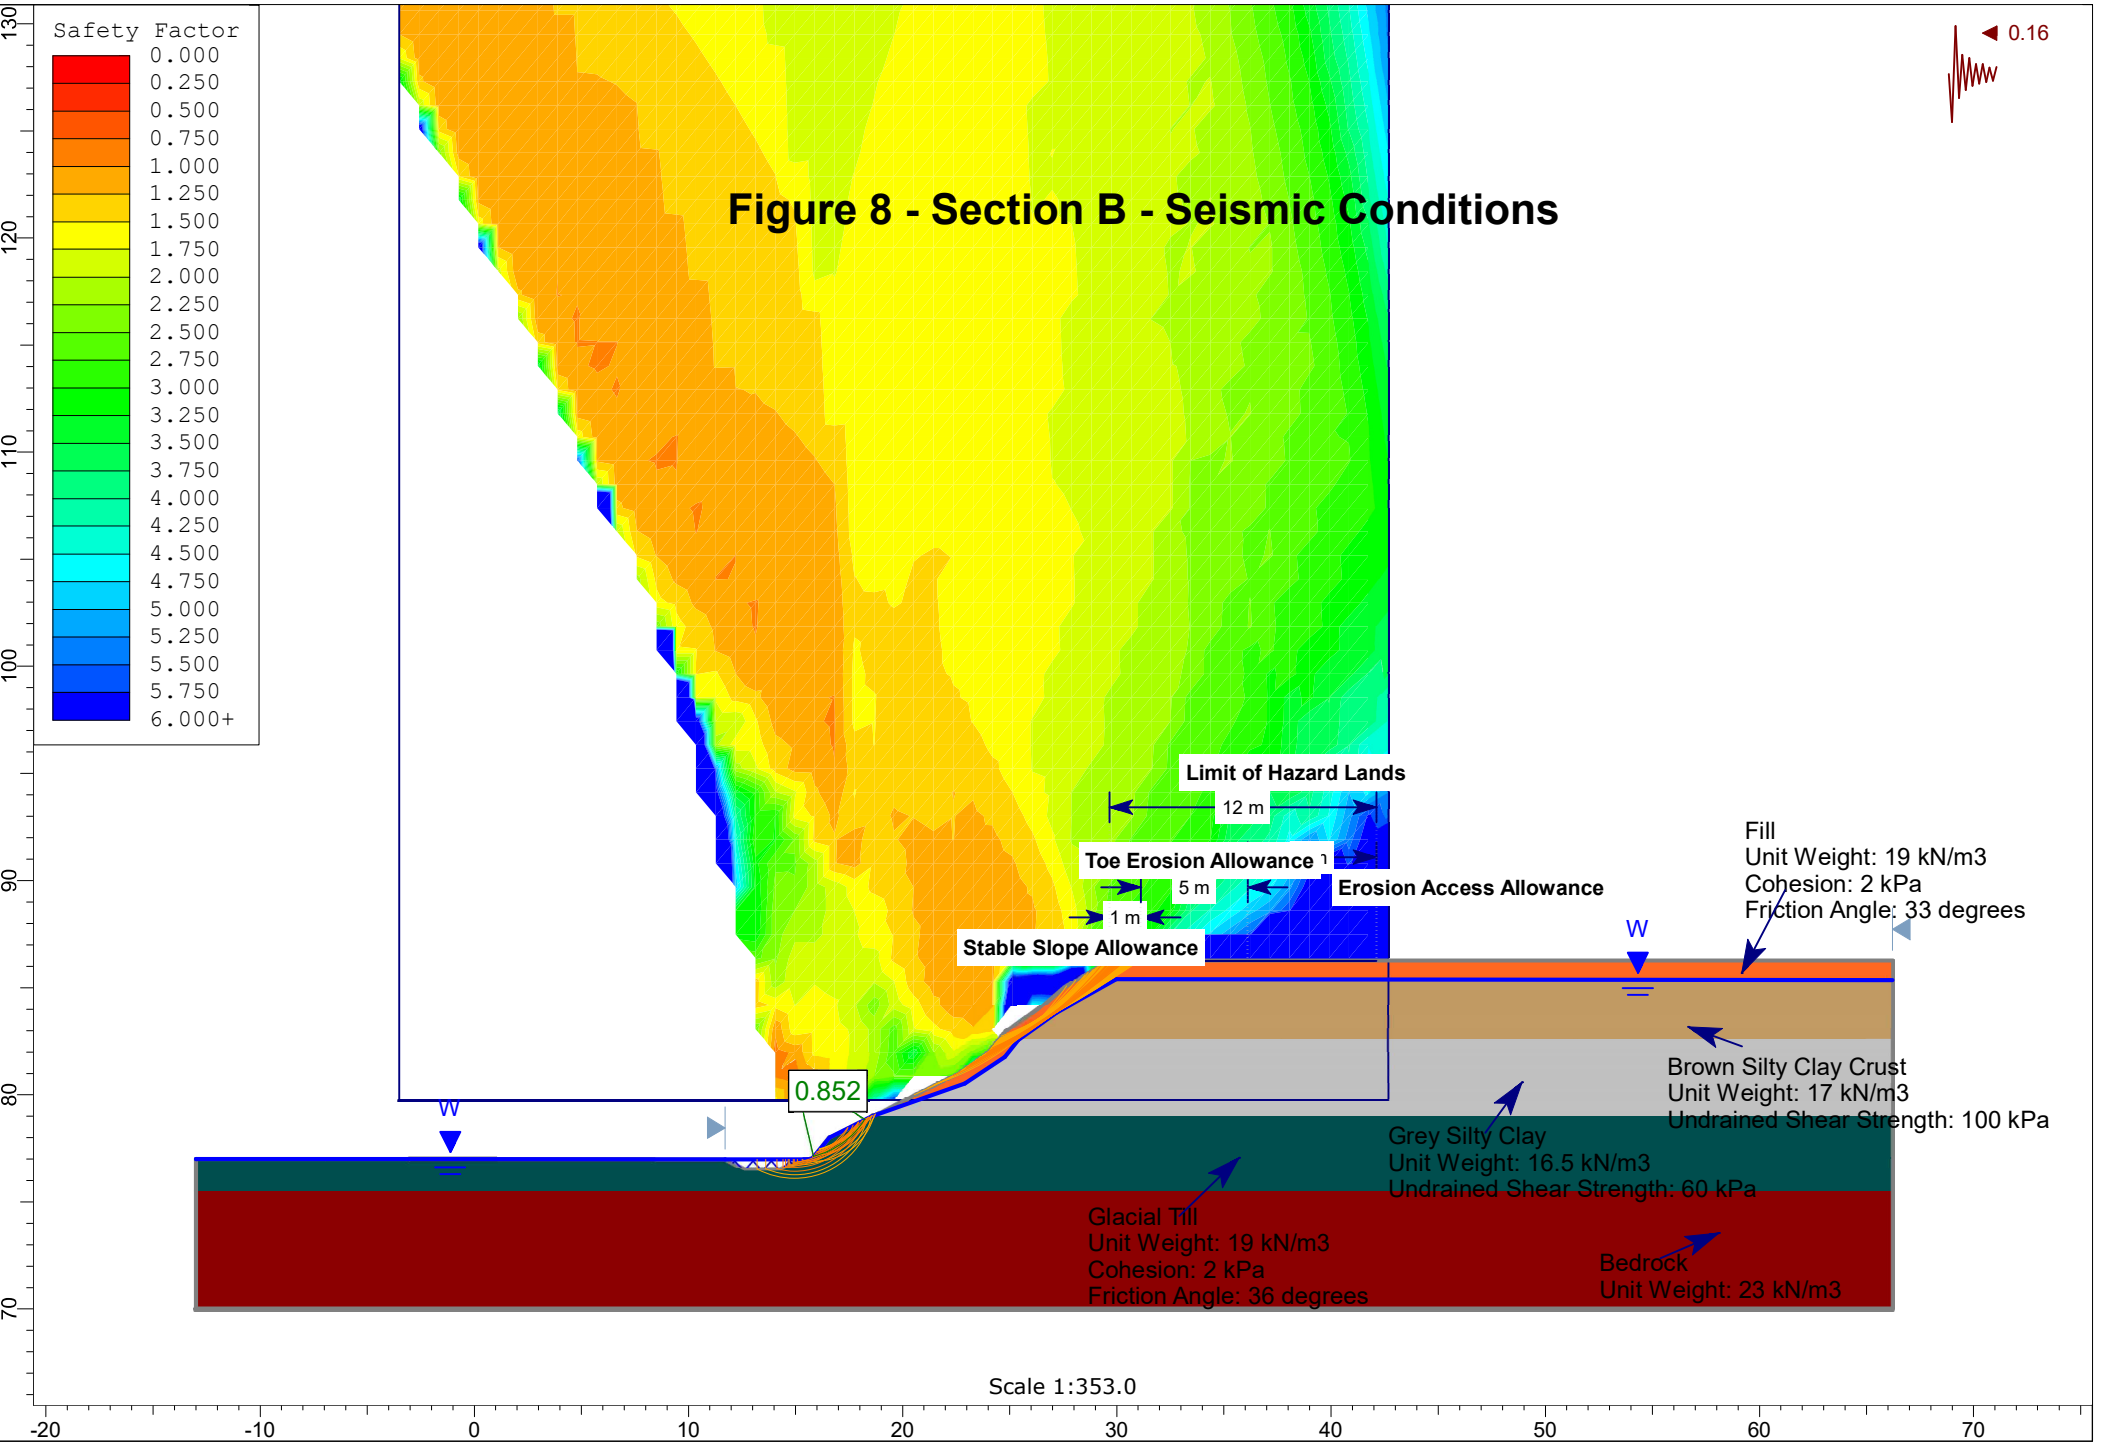 Safety Factor
0.000
0.250
0.500
0.750
1.000
1.250
1.500
1.750
2.000
2.250
2.500
2.750
3.000
3.250
3.500
3.750
4.000
4.250
4.500
4.750
5.000
5.250
5.500
5.750
6.000+
0.16
Figure 8 - Section B - Seismic Conditions
Limit of Hazard Lands
12 m
Toe Erosion Allowance
5 m
Erosion Access Allowance
1 m
Stable Slope Allowance
Fill
Unit Weight: 19 kN/m3
Cohesion: 2 kPa
Friction Angle: 33 degrees
W
0.852
W
Brown Silty Clay Crust
Unit Weight: 17 kN/m3
Undrained Shear Strength: 100 kPa
Grey Silty Clay
Unit Weight: 16.5 kN/m3
Undrained Shear Strength: 60 kPa
Glacial Till
Unit Weight: 19 kN/m3
Cohesion: 2 kPa
Friction Angle: 36 degrees
Bedrock
Unit Weight: 23 kN/m3
Scale 1:353.0
130
120
110
100
90
80
70
-20 -10 0 10 20 30 40 50 60 70